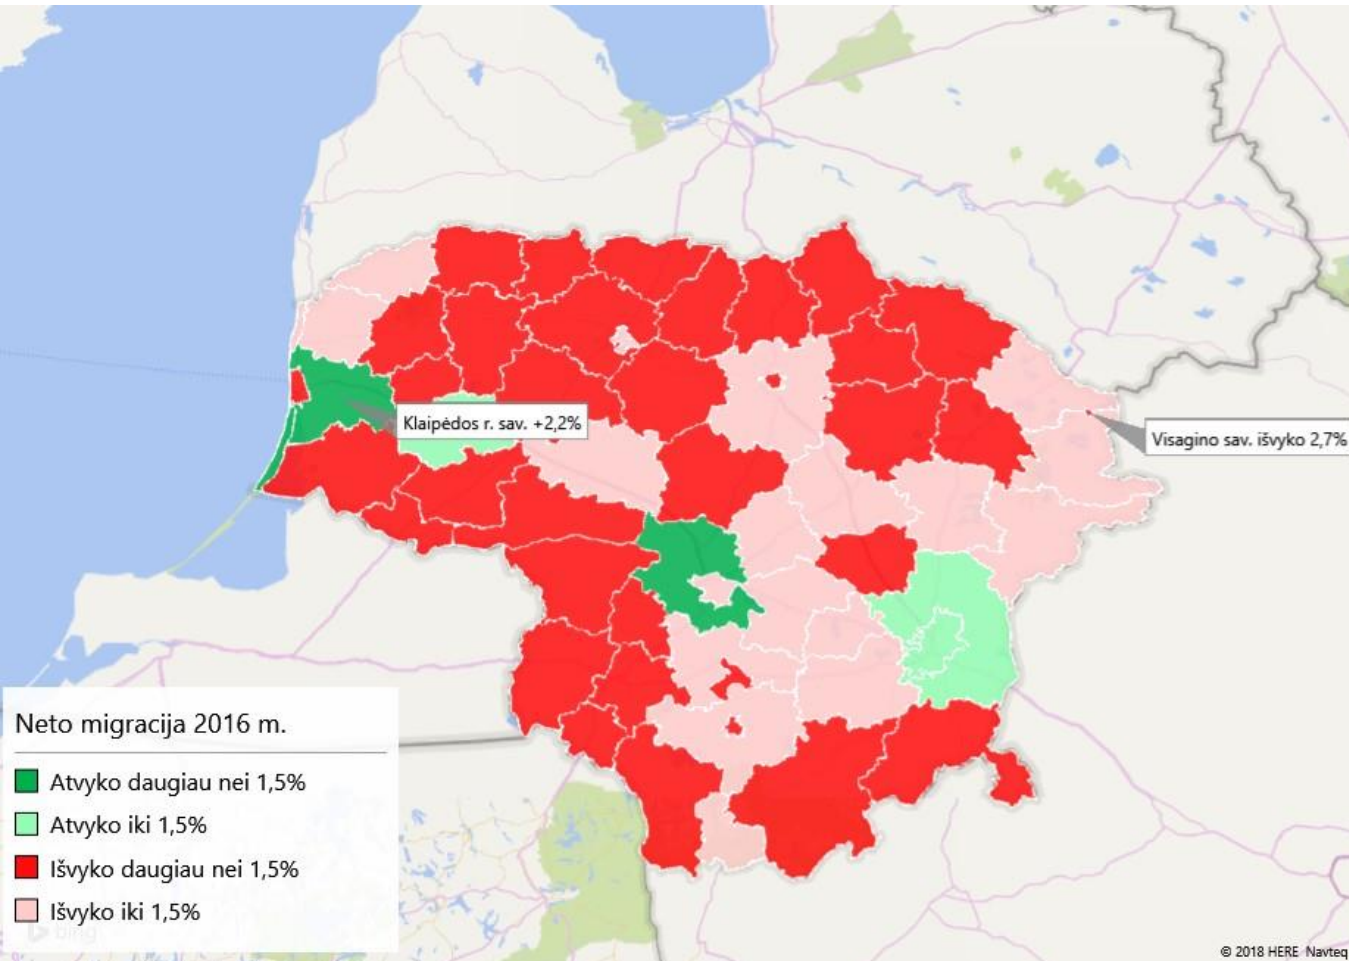 Klaipėdos r. sav. +2,2%
Visagino sav. išvyko 2,7%
Neto migracija 2016 m.
Atvyko daugiau nei 1,5%
Atvyko iki 1,5%
Išvyko daugiau nei 1,5%
Išvyko iki 1,5%
bing
© 2018 HERE Navteq